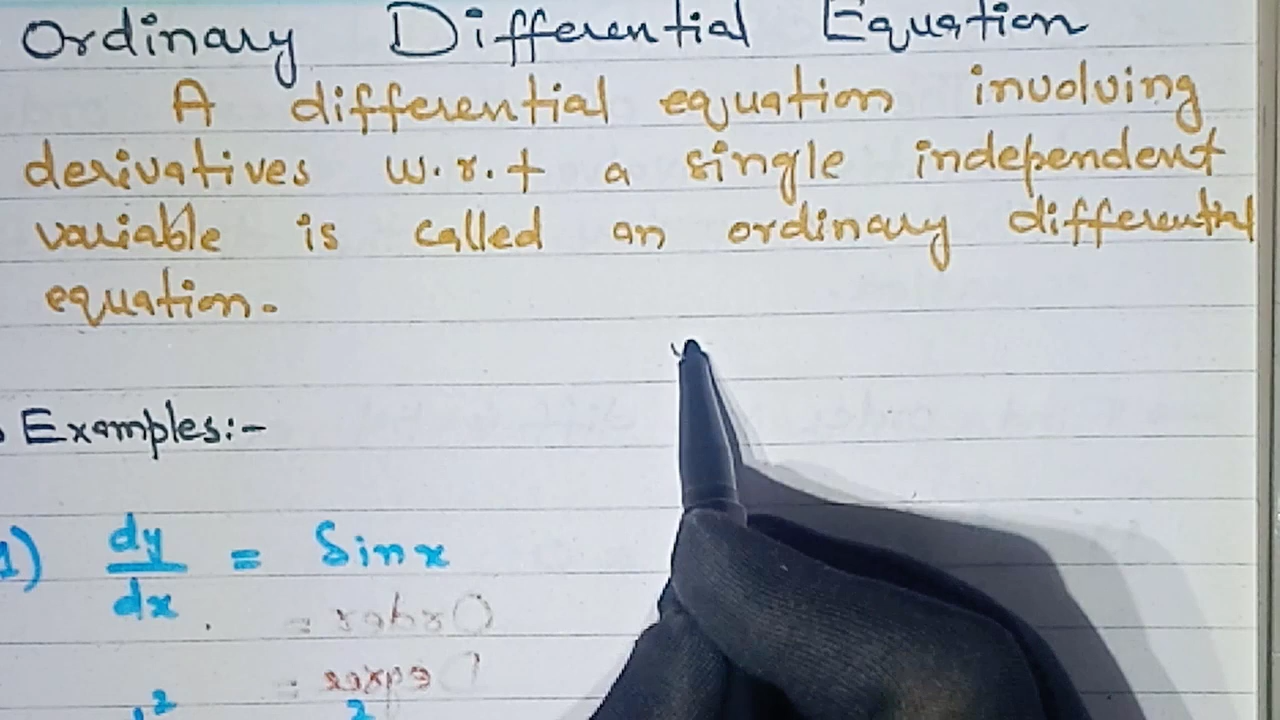 Ordinary Differential Equation
A differential equation involving
derivatives w.r.t a single independent
variable is called an ordinary differential
equation.
Examples:-
1) dy/dx = Sinx